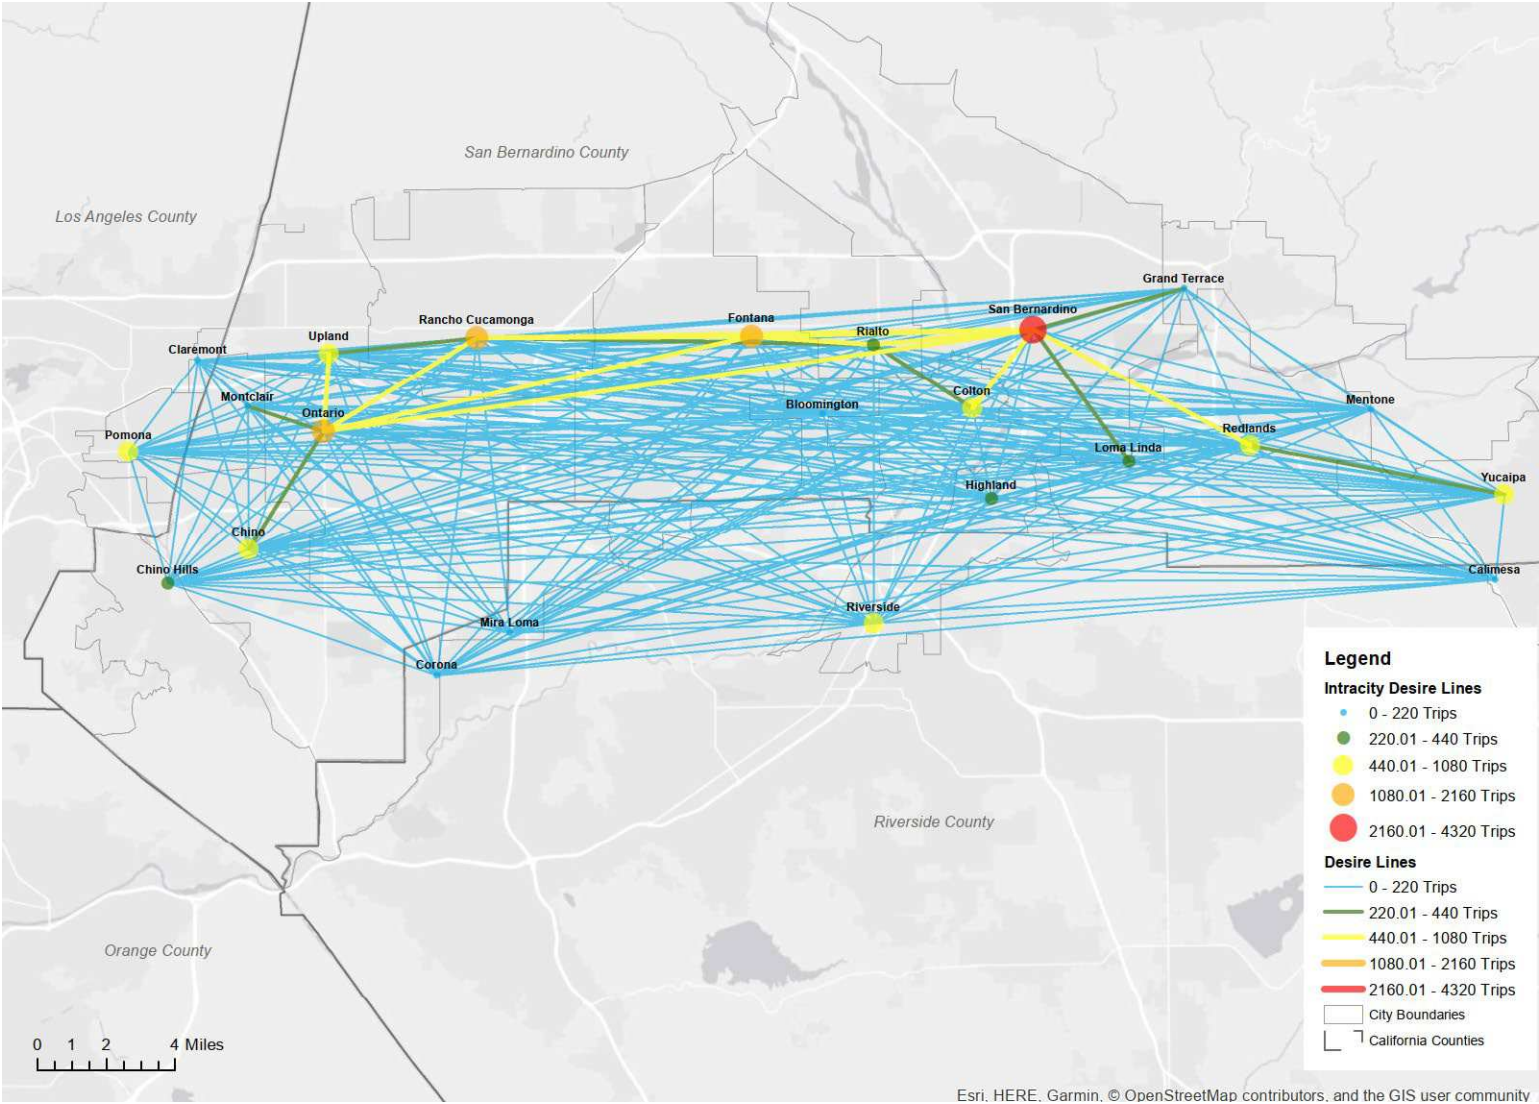 San Bernardino County
Los Angeles County
Grand Terrace
San Bernardino
Fontana
Rancho Cucamonga
Rialto
Upland
Claremont
Colton
Montclair
Mentone
Bloomington
Ontario
Redlands
Pomona
Loma Linda
Yucaipa
Highland
Chino
Chino Hills
Calimesa
Riverside
Mira Loma
Corona
Riverside County
Orange County
Legend
Intracity Desire Lines
0 - 220 Trips
220.01 - 440 Trips
440.01 - 1080 Trips
1080.01 - 2160 Trips
2160.01 - 4320 Trips
Desire Lines
0 - 220 Trips
220.01 - 440 Trips
440.01 - 1080 Trips
1080.01 - 2160 Trips
2160.01 - 4320 Trips
City Boundaries
California Counties
0 1 2 4 Miles
Esri, HERE, Garmin, © OpenStreetMap contributors, and the GIS user community